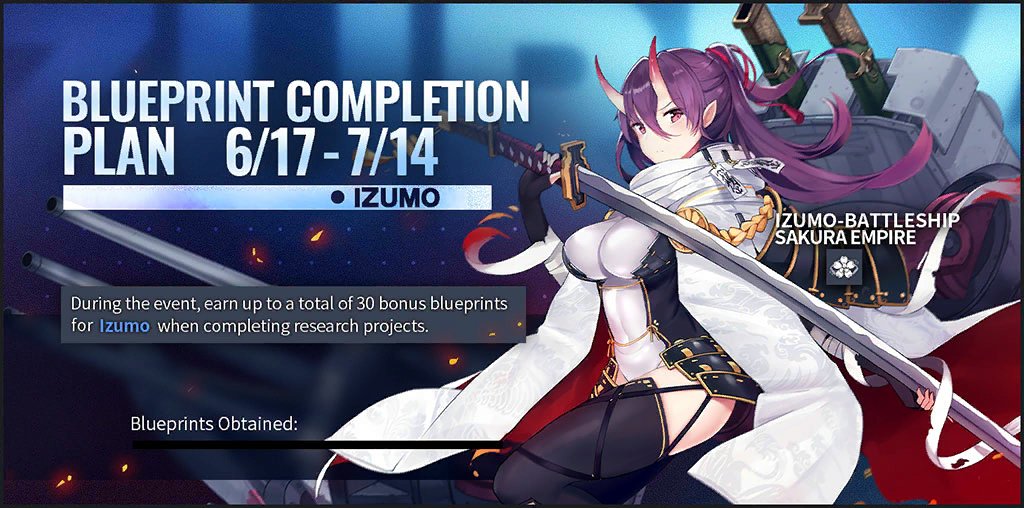 BLUEPRINT COMPLETION
PLAN 6/17 - 7/14
• IZUMO
IZUMO-BATTLESHIP
SAKURA EMPIRE
During the event, earn up to a total of 30 bonus blueprints
for Izumo when completing research projects.
Blueprints Obtained: